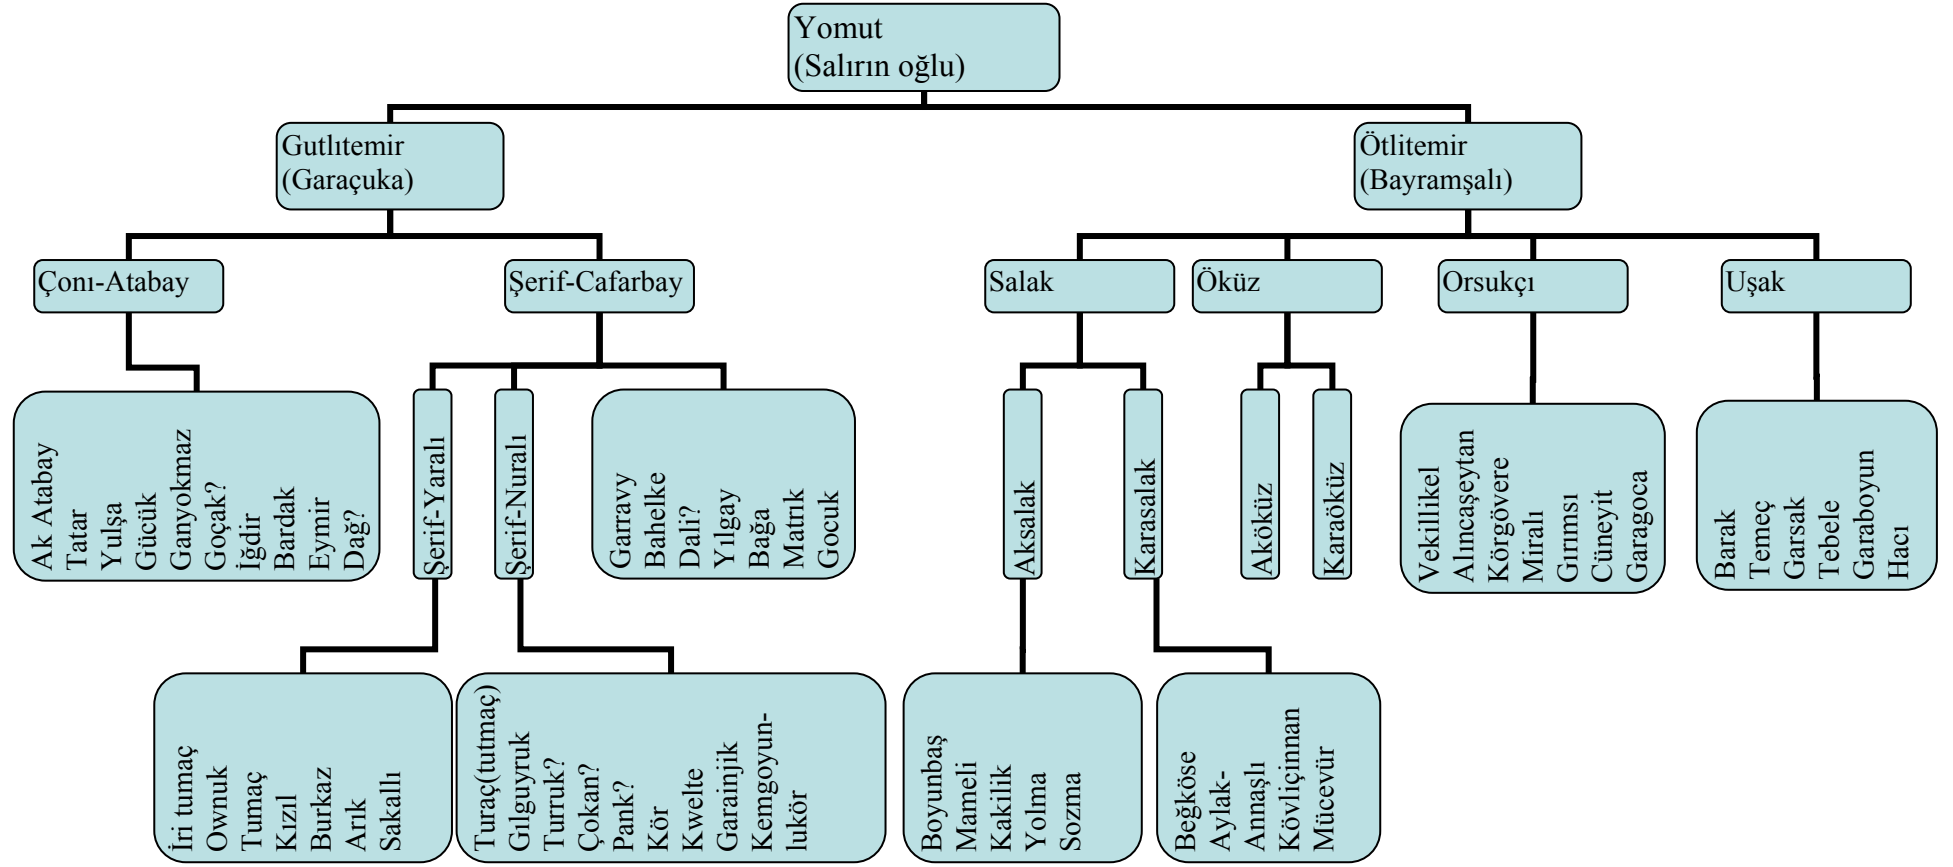 Yomut
(Salırın oğlu)
Gutlıtemir
(Garaçuka)
Ötlitemir
(Bayramşalı)
Çonı-Atabay
Şerif-Cafarbay
Salak
Öküz
Orsukçı
Uşak
Ak Atabay
Tatar
Yulşa
Gücük
Ganyokmaz
Goçak?
İğdir
Bardak
Eymir
Dağ?
Şerif-Yaralı
Şerif-Nuralı
Garravy
Bahelke
Dali?
Yılgay
Bağa
Matrık
Gocuk
Aksalak
Karasalak
Aköküz
Karaöküz
Vekillikel
Alıncaşeytan
Körgövere
Miralı
Gırımsı
Cüneyit
Garagoca
Barak
Temeç
Garsak
Tebele
Garaboyun
Hacı
İri tumaç
Ownuk
Tumaç
Kızıl
Burkaz
Arık
Sakallı
Turaç(tutmaç)
Gılguyruk
Turruk?
Çokan?
Pank?
Kör
Kwelte
Garainjik
Kemgoyun-
lukör
Boyunbaş
Mameli
Kakilik
Yolma
Sozma
Beğköse
Aylak-
Annaşlı
Kövliçinnan
Mücevür